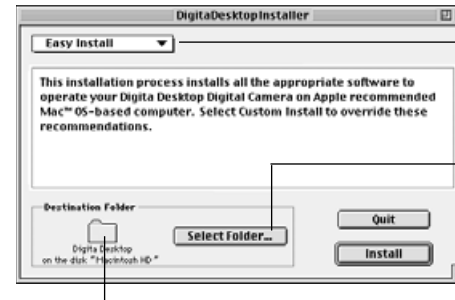 DigitaDesktopInstaller
Easy Install
This installation process installs all the appropriate software to
operate your Digita Desktop Digital Camera on Apple recommended
Mac™ OS-based computer. Select Custom Install to override these
recommendations.
Destination Folder
Digita Desktop
on the disk "Macintosh HD"
Select Folder...
Quit
Install